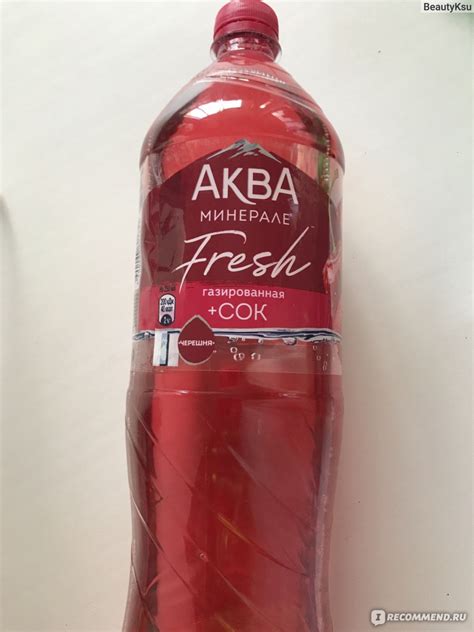 BeautyKsu
АКВА
МИНЕРАЛЕ
Fresh
газированная
+СОК
«ЧЕРЕШНЯ»
I RECOMMEND.RU